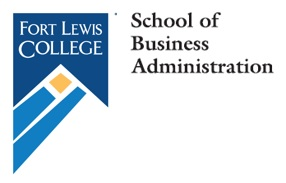 FORT LEWIS
COLLEGE
School of
Business
Administration